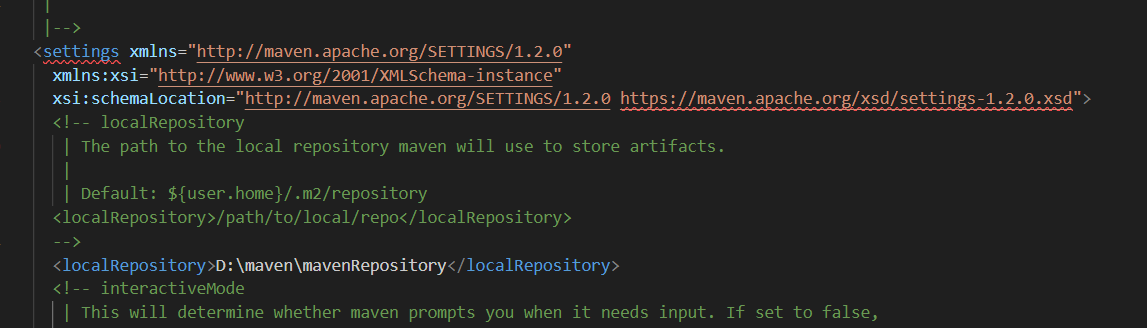 |
|-->
<settings xmlns="http://maven.apache.org/SETTINGS/1.2.0"
xmlns:xsi="http://www.w3.org/2001/XMLSchema-instance"
xsi:schemaLocation="http://maven.apache.org/SETTINGS/1.2.0 https://maven.apache.org/xsd/settings-1.2.0.xsd">
<!-- localRepository
| The path to the local repository maven will use to store artifacts.
|
| Default: ${user.home}/.m2/repository
<localRepository>/path/to/local/repo</localRepository>
-->
<localRepository>D:\maven\mavenRepository</localRepository>
<!-- interactiveMode
| This will determine whether maven prompts you when it needs input. If set to false,